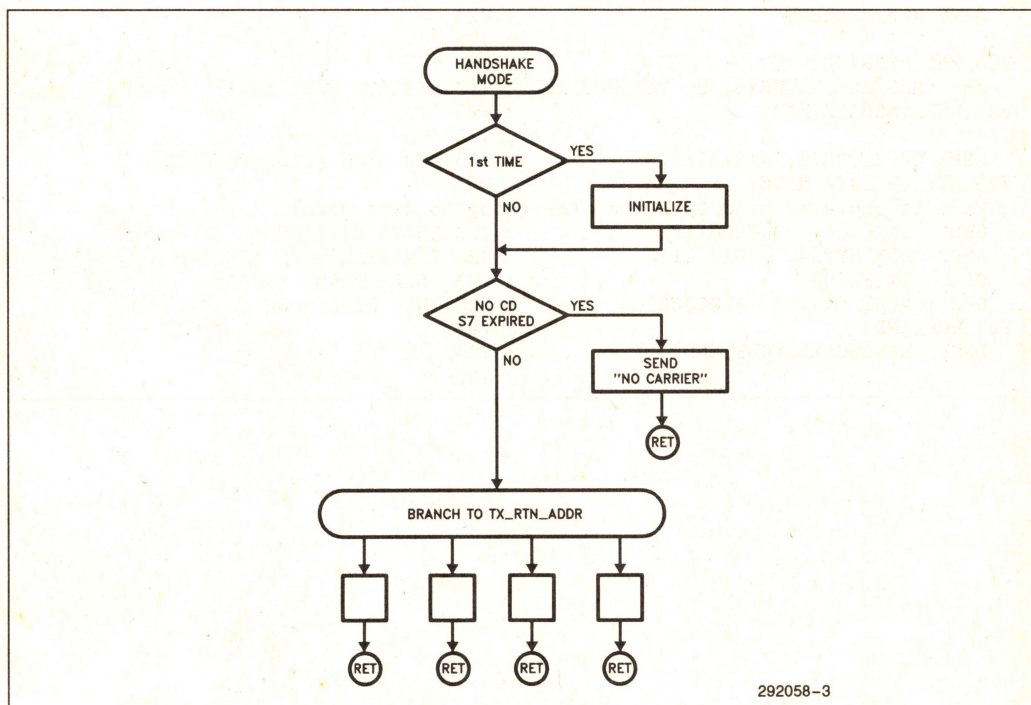 HANDSHAKE
MODE
1st TIME
YES
INITIALIZE
NO
NO CD
S7 EXPIRED
YES
NO
SEND
"NO CARRIER"
RET
BRANCH TO TX_RTN_ADDR
RET
RET
RET
RET
292058-3